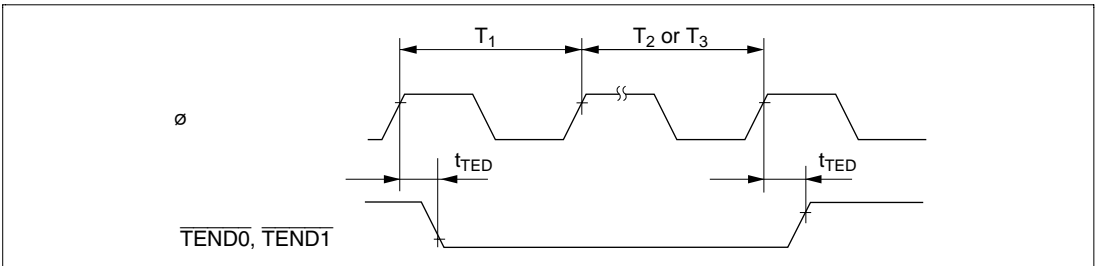 T1
T2 or T3
ø
tTED
tTED
TEND0, TEND1